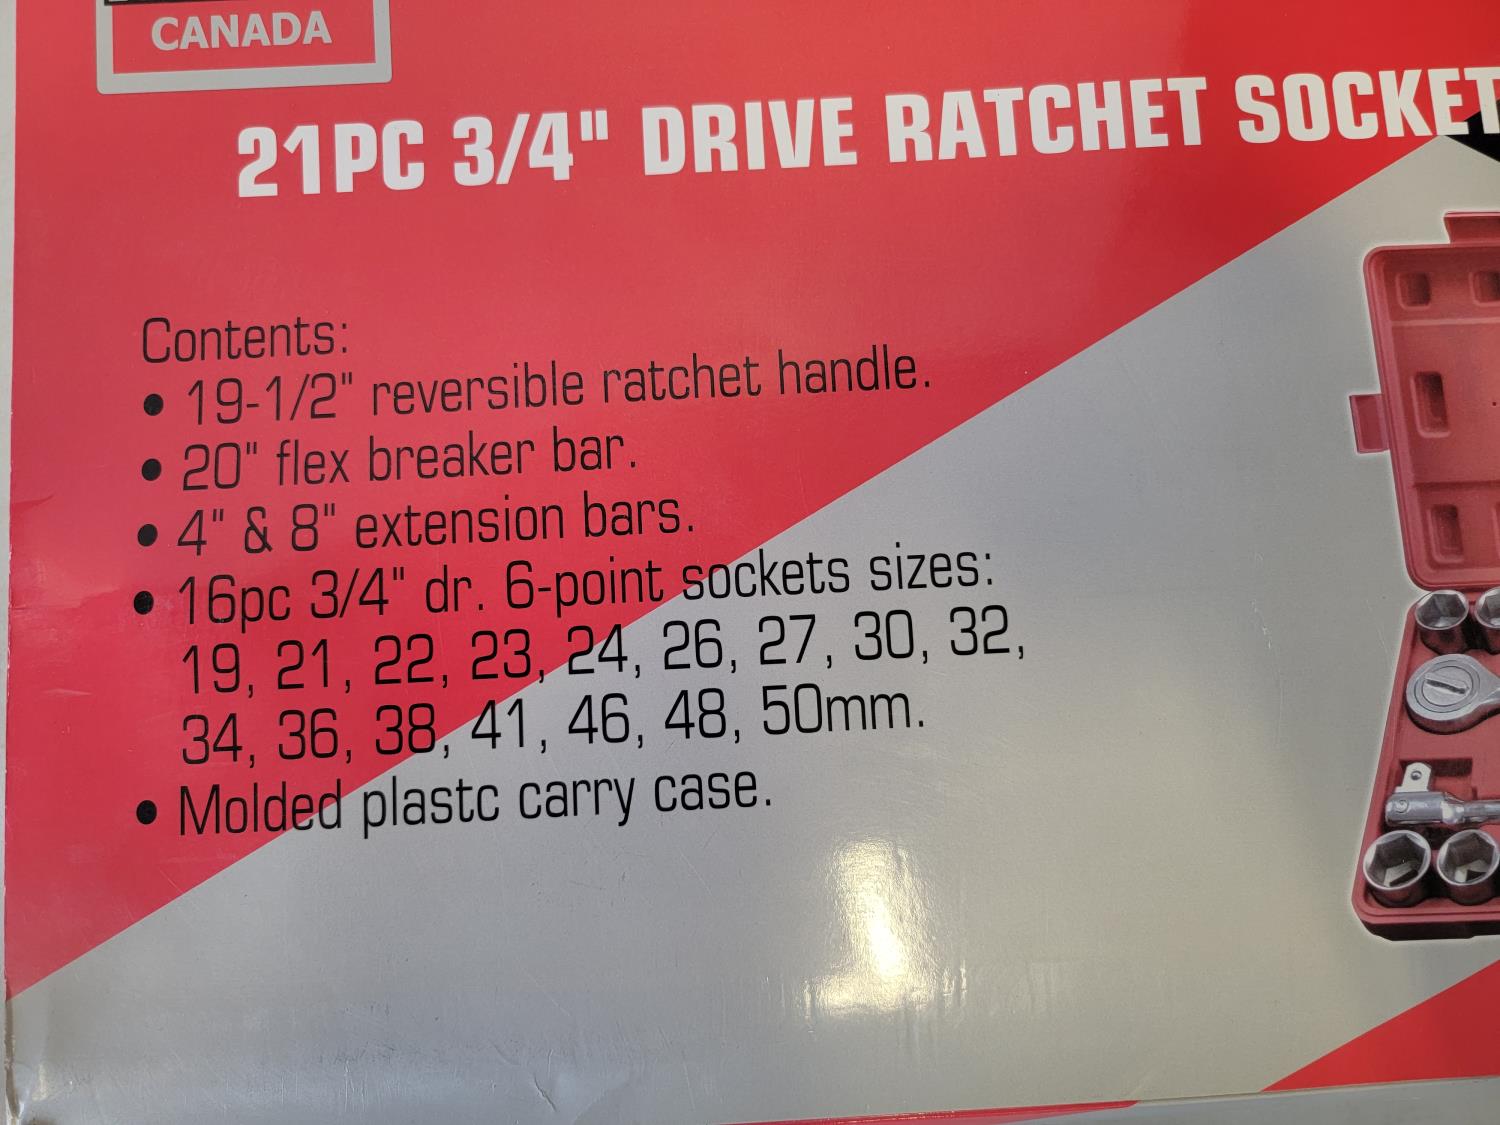 CANADA
21PC 3/4" DRIVE RATCHET SOCKET
Contents:
• 19-1/2" reversible ratchet handle.
• 20" flex breaker bar.
• 4" & 8" extension bars.
• 16pc 3/4" dr. 6-point sockets sizes:
19, 21, 22, 23, 24, 26, 27, 30, 32,
34, 36, 38, 41, 46, 48, 50mm.
• Molded plastc carry case.